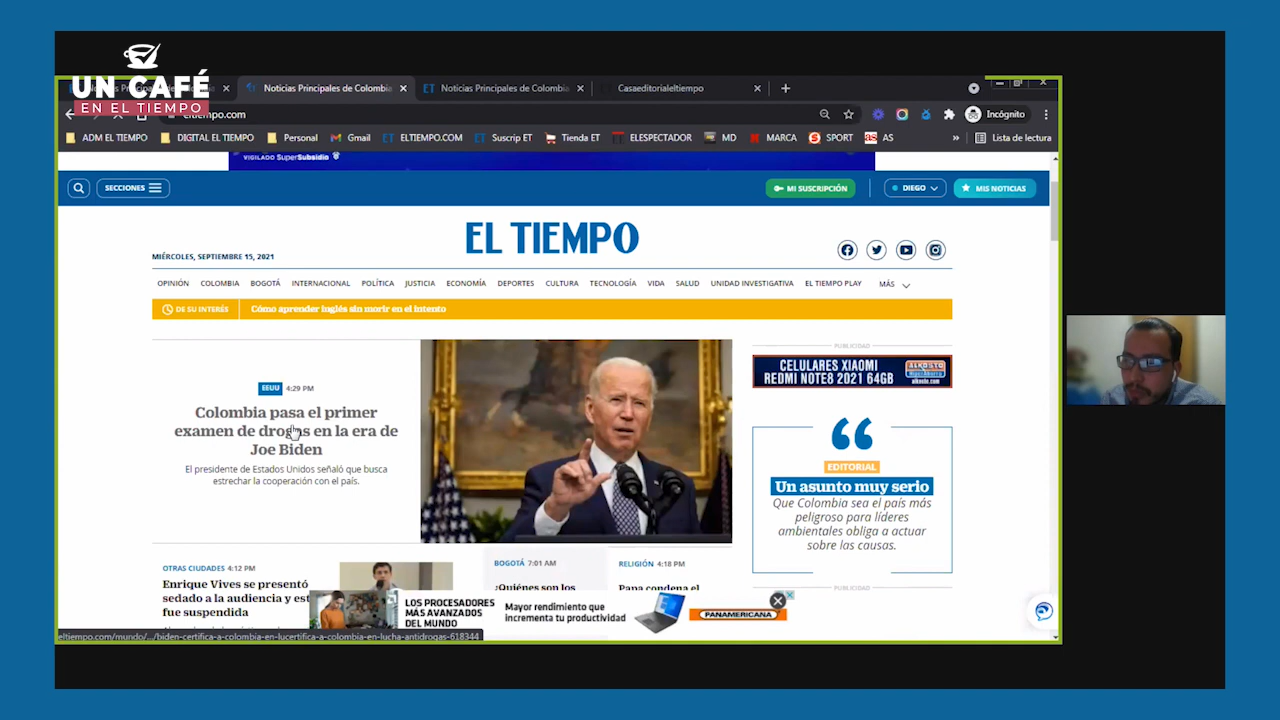 UN CAFÉ
EN EL TIEMPO
Noticias Principales de Colombia
Noticias Principales de Colombia
Casaeditorialeltiempo
eltiempo.com
Incógnito
ADM EL TIEMPO
DIGITAL EL TIEMPO
Personal
Gmail
ELTIEMPO.COM
Suscrip ET
Tienda ET
ELESPECTADOR
MD
MARCA
SPORT
AS
Lista de lectura
VIGILADO SuperSubsidio
SECCIONES
MI SUSCRIPCIÓN
DIEGO
MIS NOTICIAS
EL TIEMPO
MIÉRCOLES, SEPTIEMBRE 15, 2021
OPINIÓN COLOMBIA BOGOTÁ INTERNACIONAL POLÍTICA JUSTICIA ECONOMÍA DEPORTES CULTURA TECNOLOGÍA VIDA SALUD UNIDAD INVESTIGATIVA EL TIEMPO PLAY MÁS
DE SU INTERÉS
Cómo aprender inglés sin morir en el intento
EEUU 4:29 PM
Colombia pasa el primer
examen de drogas en la era de
Joe Biden
El presidente de Estados Unidos señaló que busca
estrechar la cooperación con el país.
PUBLICIDAD
CELULARES XIAOMI
REDMI NOTE8 2021 64GB
ALKOSTO
alkosto.com
EDITORIAL
Un asunto muy serio
Que Colombia sea el país más
peligroso para líderes
ambientales obliga a actuar
sobre las causas.
PUBLICIDAD
OTRAS CIUDADES 4:12 PM
Enrique Vives se presentó
sedado a la audiencia y est
fue suspendida
BOGOTÁ 7:01 AM
¿Quiénes son los
RELIGIÓN 4:18 PM
Papa condena el
LOS PROCESADORES
MÁS AVANZADOS
DEL MUNDO
Mayor rendimiento que
incrementa tu productividad
PANAMERICANA
eltiempo.com/mundo/.../biden-certifica-a-colombia-en-lucertifica-a-colombia-en-lucha-antidrogas-618344